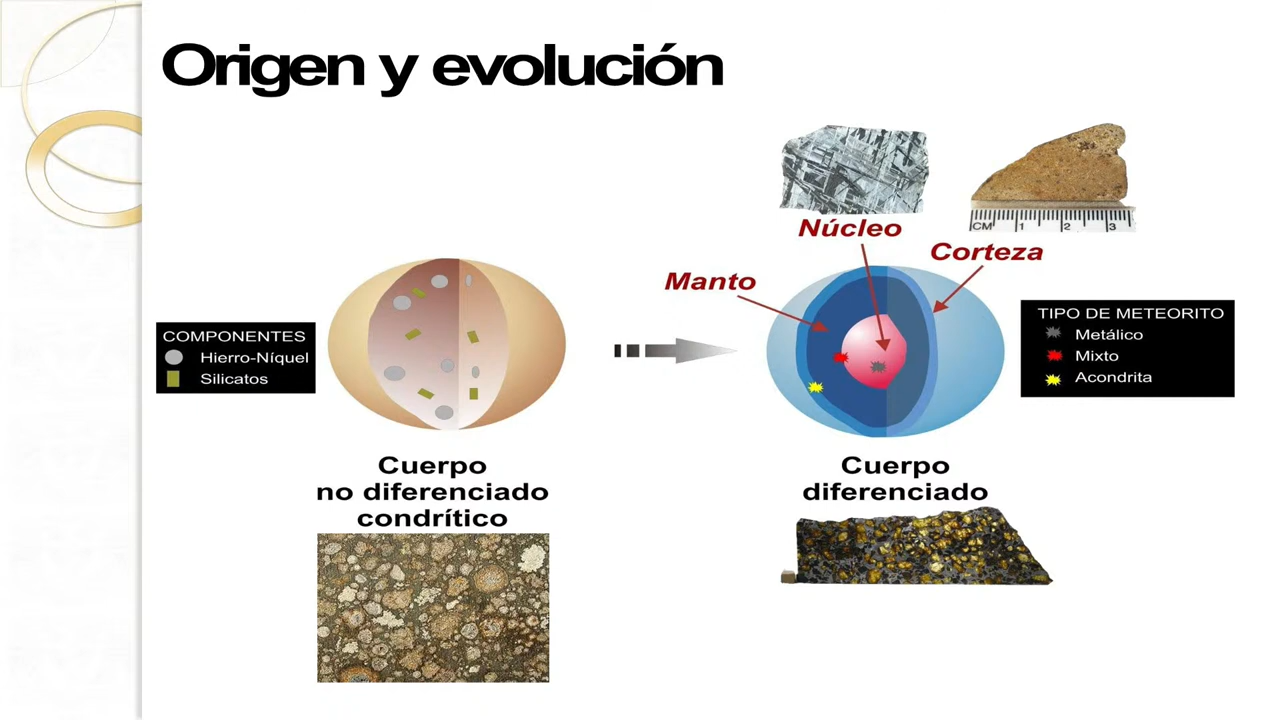 Origen y evolución
COMPONENTES
Hierro-Níquel
Silicatos
Cuerpo
no diferenciado
condrítico
CM 1 2 3
Núcleo
Corteza
Manto
TIPO DE METEORITO
Metálico
Mixto
Acondrita
Cuerpo
diferenciado